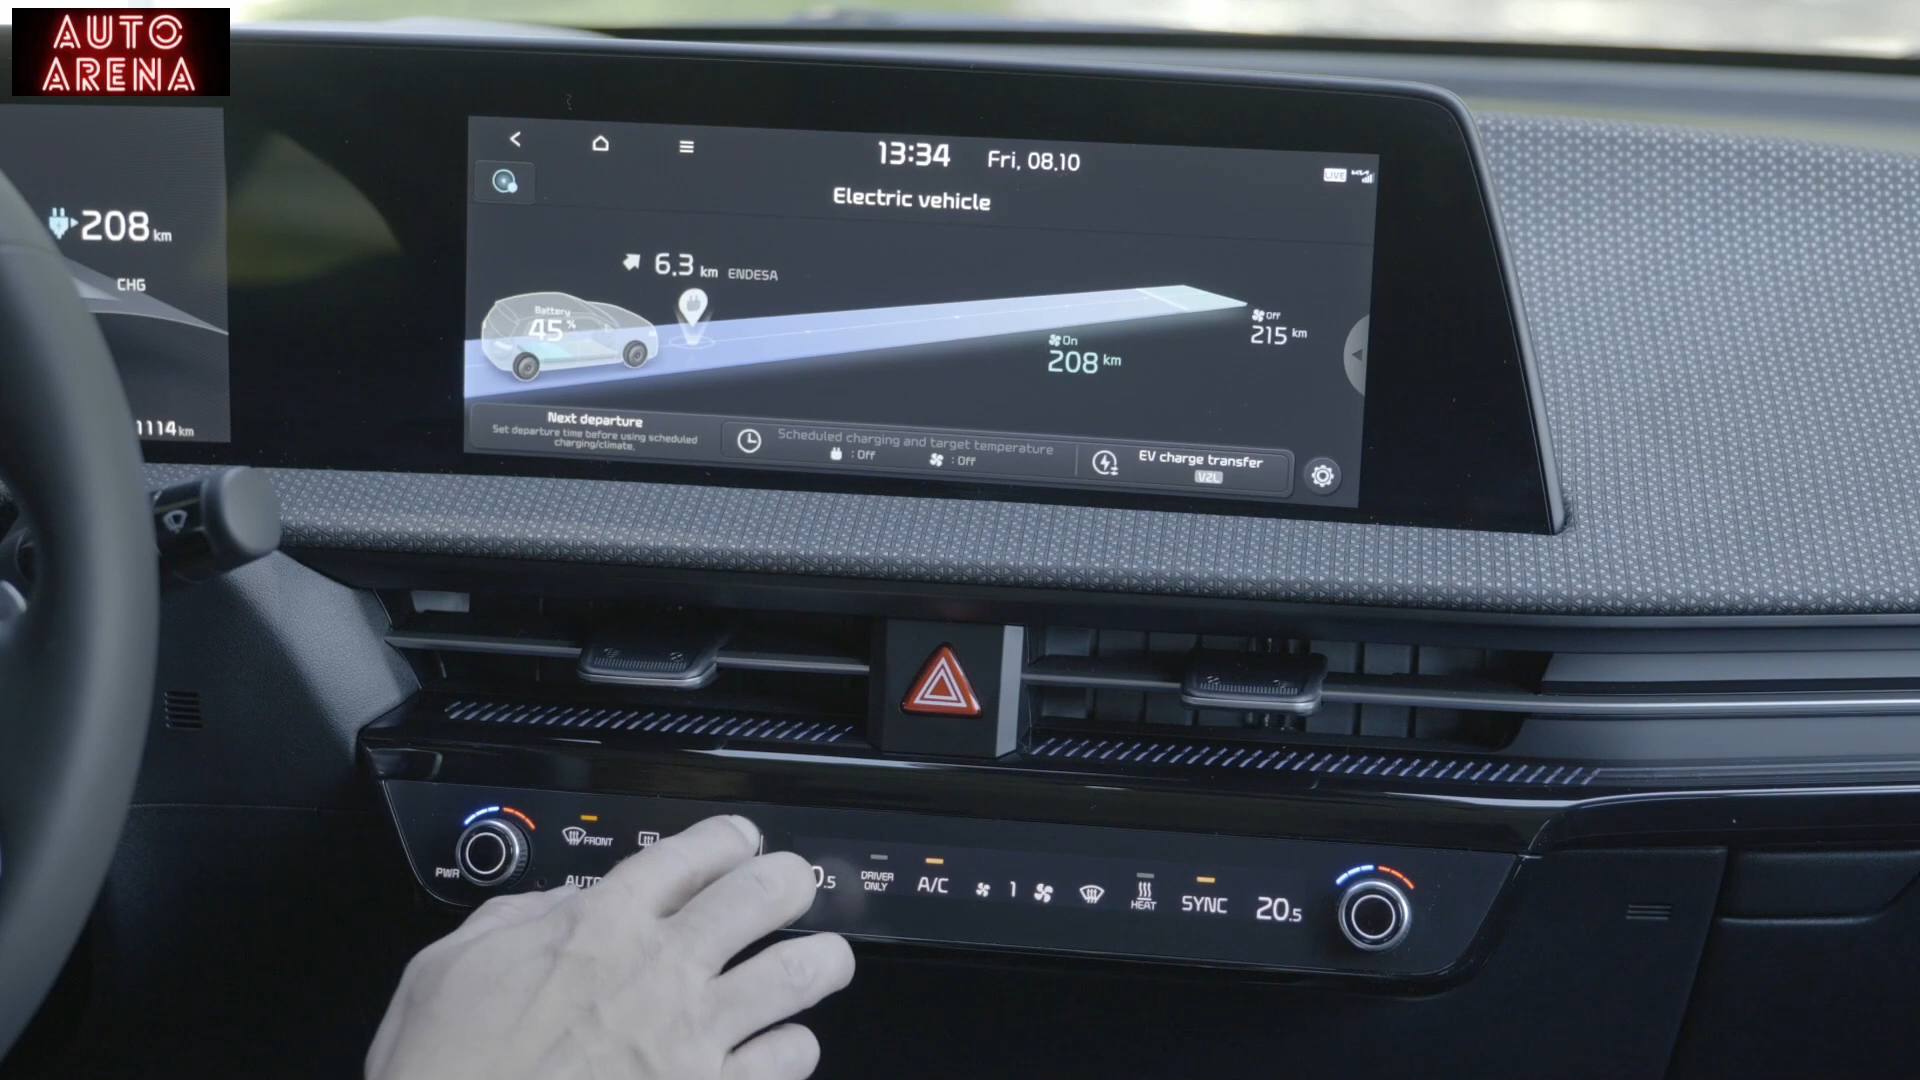 AUTO
ARENA
208 km
CHG
1114 km
13:34 Fri, 08.10
LIVE
Electric vehicle
6.3 km ENDESA
Battery
45 %
On
208 km
Off
215 km
Next departure
Set departure time before using scheduled
charging/climate.
Scheduled charging and target temperature
: Off : Off
EV charge transfer
V2L
PWR
FRONT
AUTO
DRIVER
ONLY
A/C
1
HEAT
SYNC
20.5